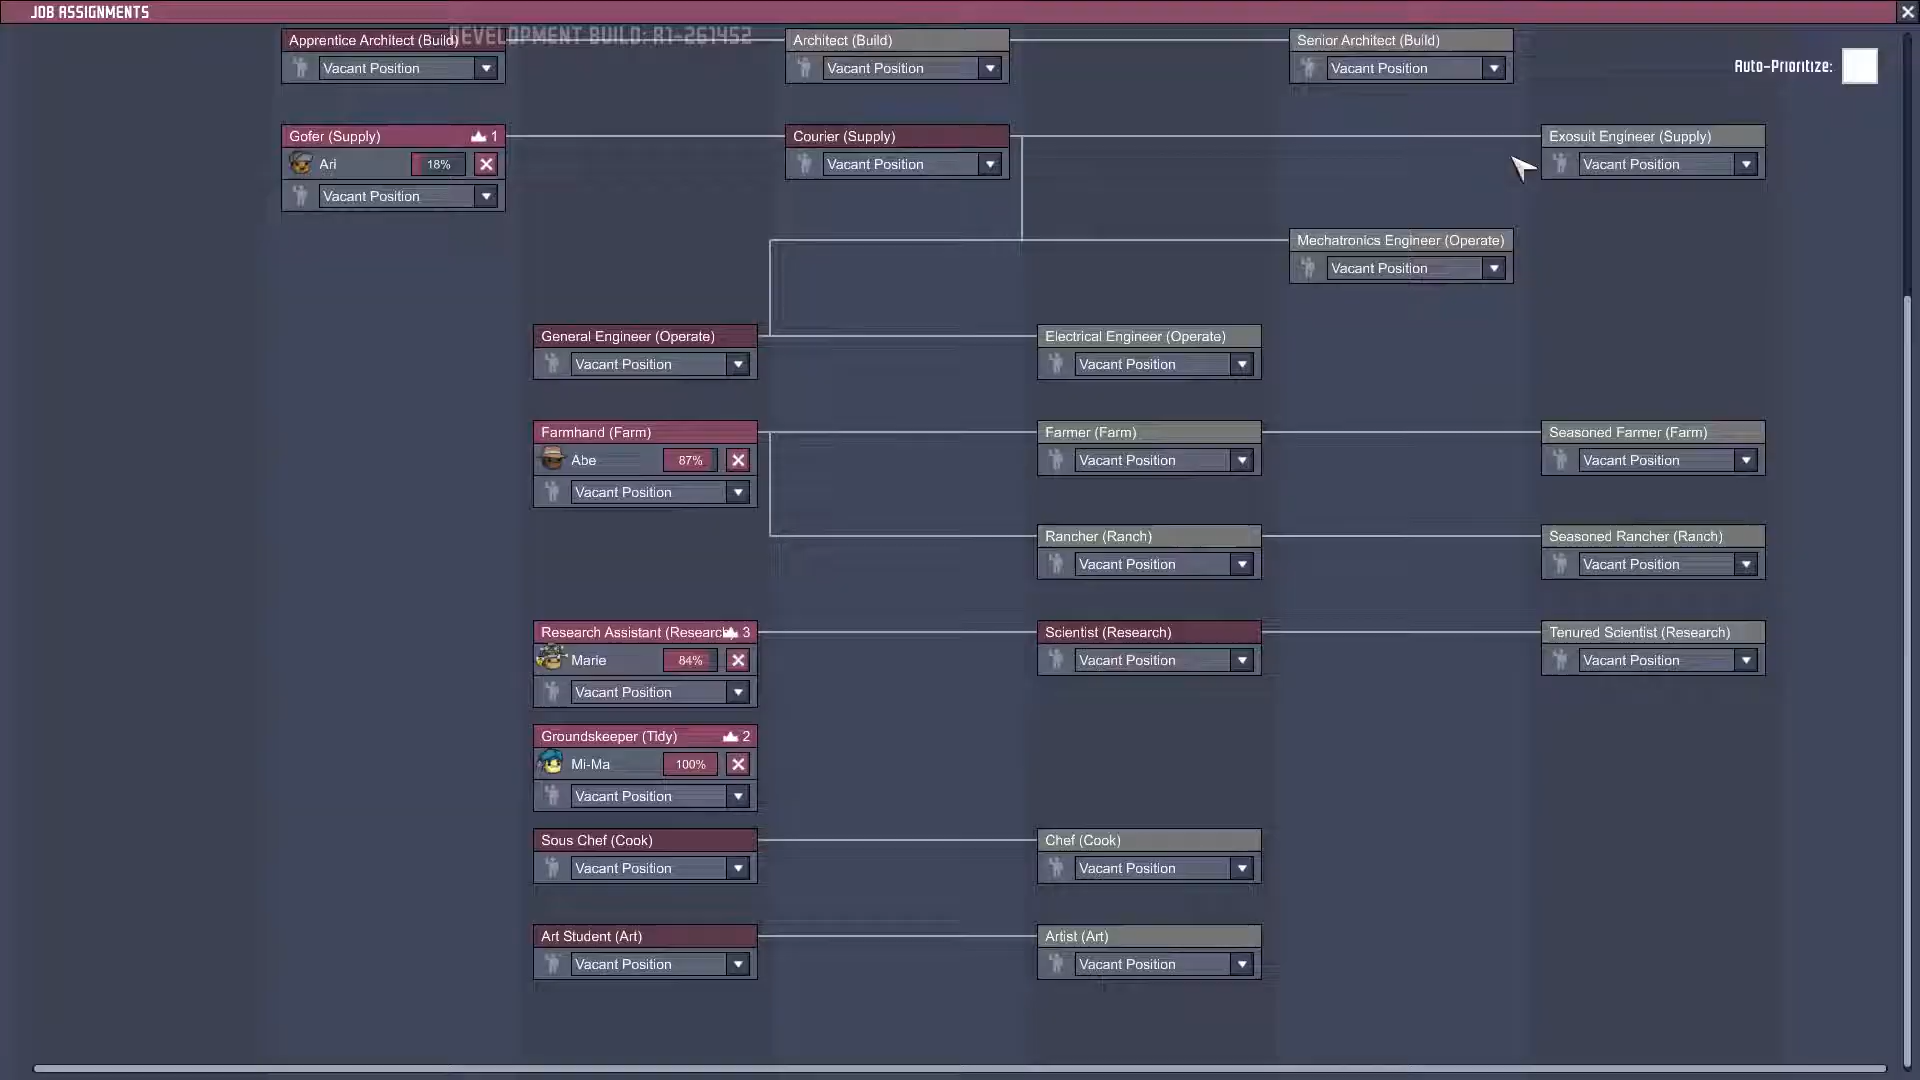 JOB ASSIGNMENTS
DEVELOPMENT BUILD: R1-261452
Apprentice Architect (Build)
Vacant Position
Architect (Build)
Vacant Position
Senior Architect (Build)
Vacant Position
Auto-Prioritize:
Gofer (Supply) 1
Ari 18%
Vacant Position
Courier (Supply)
Vacant Position
Exosuit Engineer (Supply)
Vacant Position
Mechatronics Engineer (Operate)
Vacant Position
General Engineer (Operate)
Vacant Position
Electrical Engineer (Operate)
Vacant Position
Farmhand (Farm)
Abe 87%
Vacant Position
Farmer (Farm)
Vacant Position
Seasoned Farmer (Farm)
Vacant Position
Rancher (Ranch)
Vacant Position
Seasoned Rancher (Ranch)
Vacant Position
Research Assistant (Research) 3
Marie 84%
Vacant Position
Scientist (Research)
Vacant Position
Tenured Scientist (Research)
Vacant Position
Groundskeeper (Tidy) 2
Mi-Ma 100%
Vacant Position
Sous Chef (Cook)
Vacant Position
Chef (Cook)
Vacant Position
Art Student (Art)
Vacant Position
Artist (Art)
Vacant Position